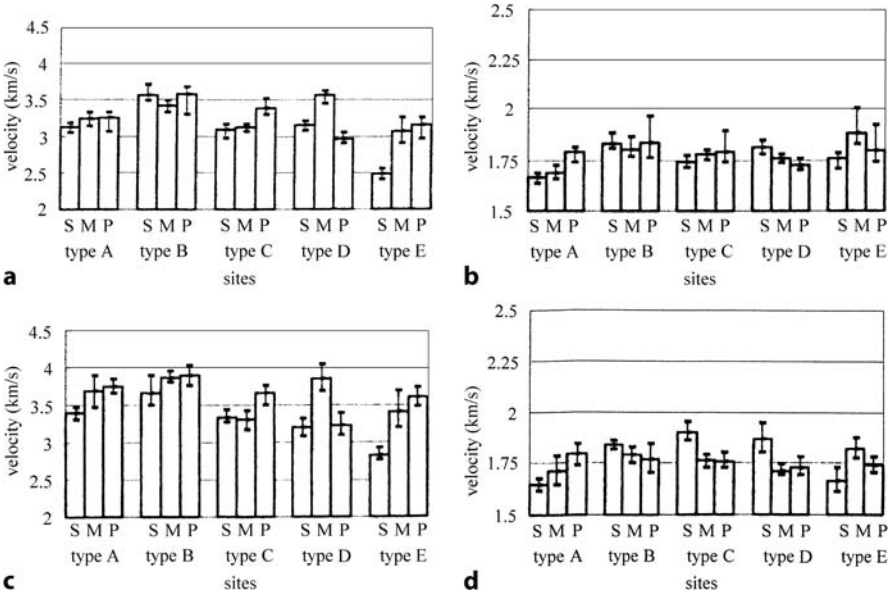 4.5
4
3.5
3
2.5
2
velocity (km/s)
S M P S M P S M P S M P S M P
type A type B type C type D type E
sites
a
2.5
2.25
2
1.75
1.5
velocity (km/s)
S M P S M P S M P S M P S M P
type A type B type C type D type E
sites
b
4.5
4
3.5
3
2.5
2
velocity (km/s)
S M P S M P S M P S M P S M P
type A type B type C type D type E
sites
c
2.5
2.25
2
1.75
1.5
velocity (km/s)
S M P S M P S M P S M P S M P
type A type B type C type D type E
sites
d